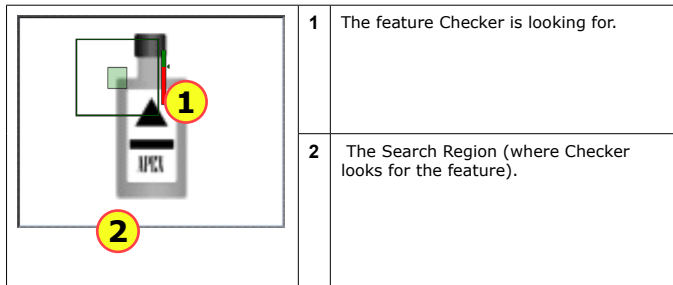 1
The feature Checker is looking for.
1
APEX
2
The Search Region (where Checker
looks for the feature).
2